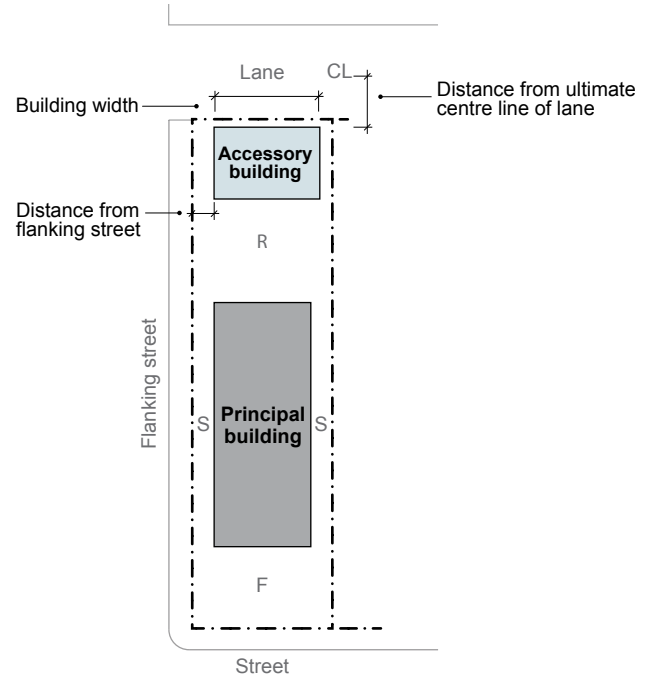 Lane
CL
Distance from ultimate
centre line of lane
Building width
Accessory
building
Distance from
flanking street
R
Flanking street
S
Principal
building
S
F
Street